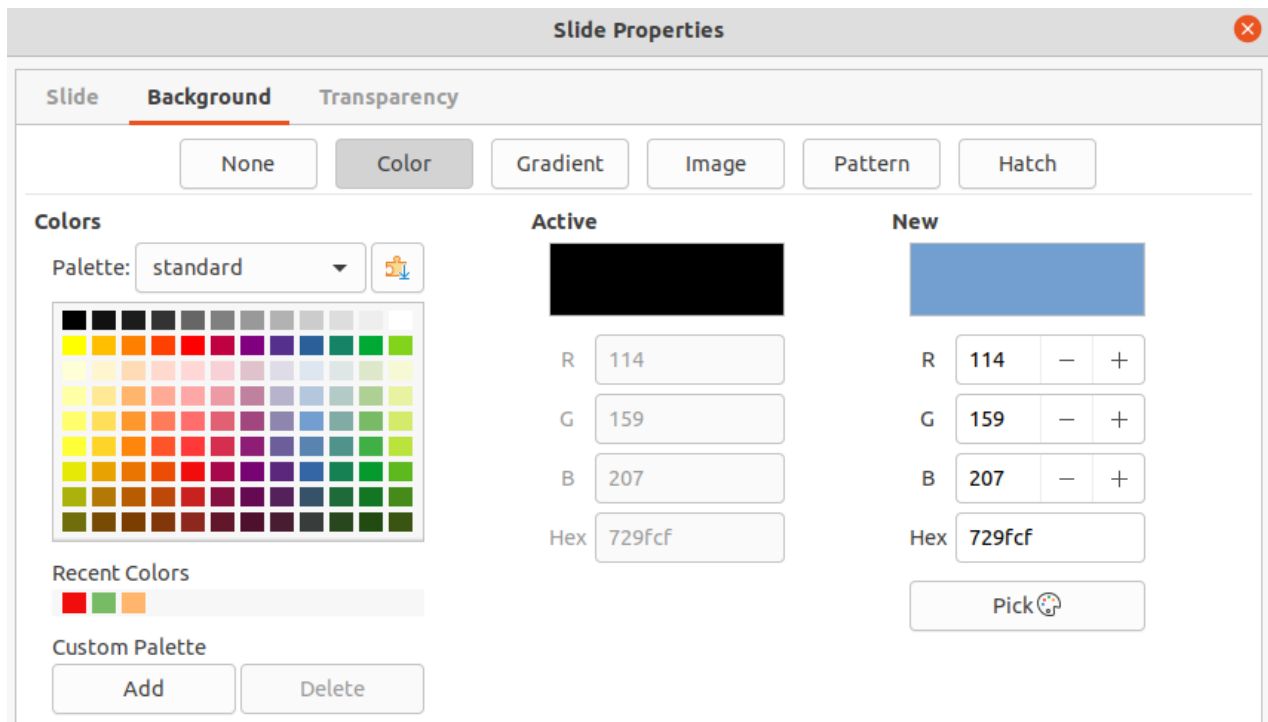 Slide Properties
Slide Background Transparency
None Color Gradient Image Pattern Hatch
Colors Active New
Palette: standard
R 114 R 114 − +
G 159 G 159 − +
B 207 B 207 − +
Hex 729fcf Hex 729fcf
Recent Colors
Pick
Custom Palette
Add Delete